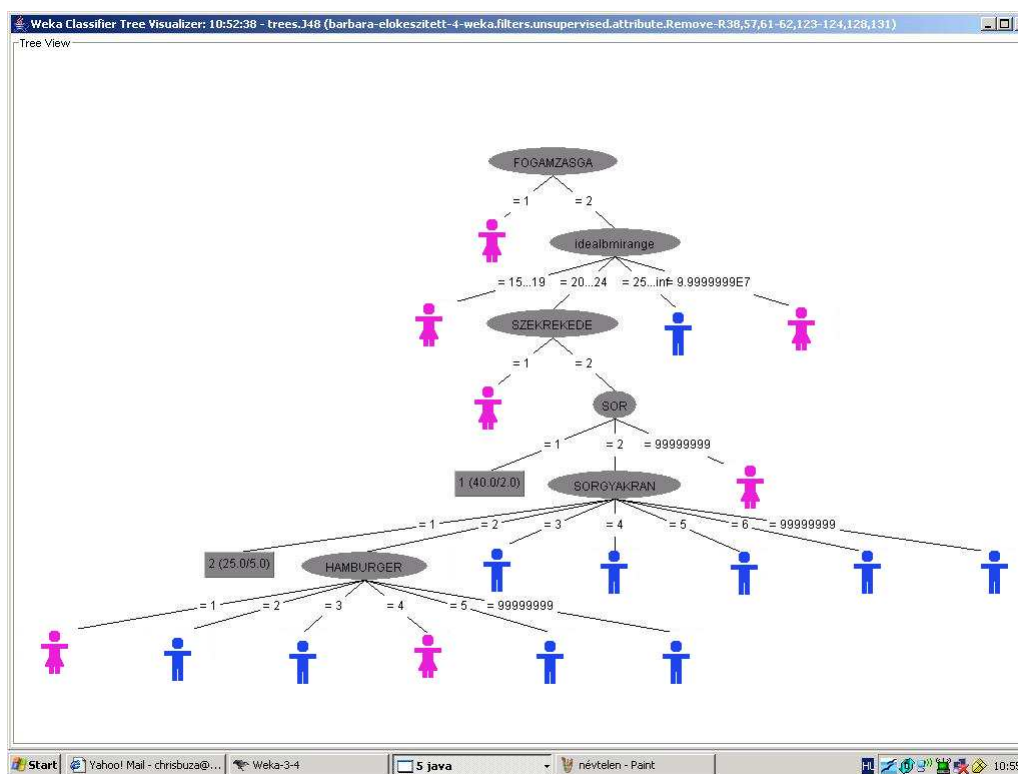 Weka Classifier Tree Visualizer: 10:52:38 - trees.J48 (barbara-elokeszitett-4-weka.filters.unsupervised.attribute.Remove-R38,57,61-62,123-124,128,131)
Tree View
FOGAMZASGA
= 1 = 2
idealbmirange
= 15...19 = 20...24 = 25...inf = 9.9999999E7
SZEKREKEDE
= 1 = 2
SOR
= 1 = 2 = 99999999
1 (40.0/2.0) SORGYAKRAN
= 1 = 2 = 3 = 4 = 5 = 6 = 99999999
2 (25.0/5.0) HAMBURGER
= 1 = 2 = 3 = 4 = 5 = 99999999
Start Yahoo! Mail - chrisbuza@... Weka-3-4 5 java névtelen - Paint HU